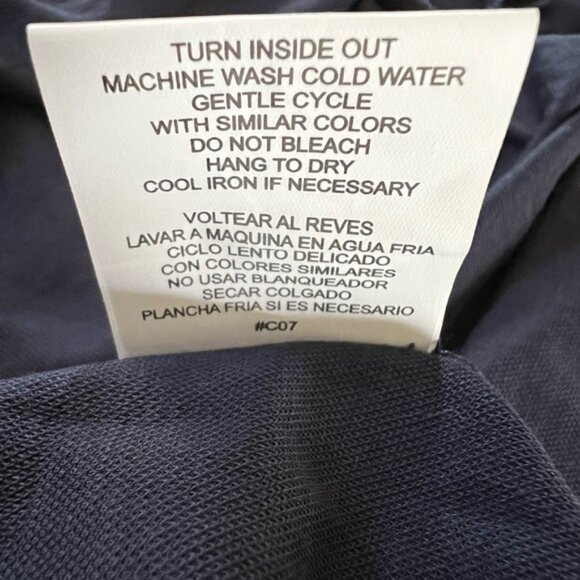 TURN INSIDE OUT
MACHINE WASH COLD WATER
GENTLE CYCLE
WITH SIMILAR COLORS
DO NOT BLEACH
HANG TO DRY
COOL IRON IF NECESSARY
VOLTEAR AL REVES
LAVAR A MAQUINA EN AGUA FRIA
CICLO LENTO DELICADO
CON COLORES SIMILARES
NO USAR BLANQUEADOR
SECAR COLGADO
PLANCHA FRIA SI ES NECESARIO
#C07